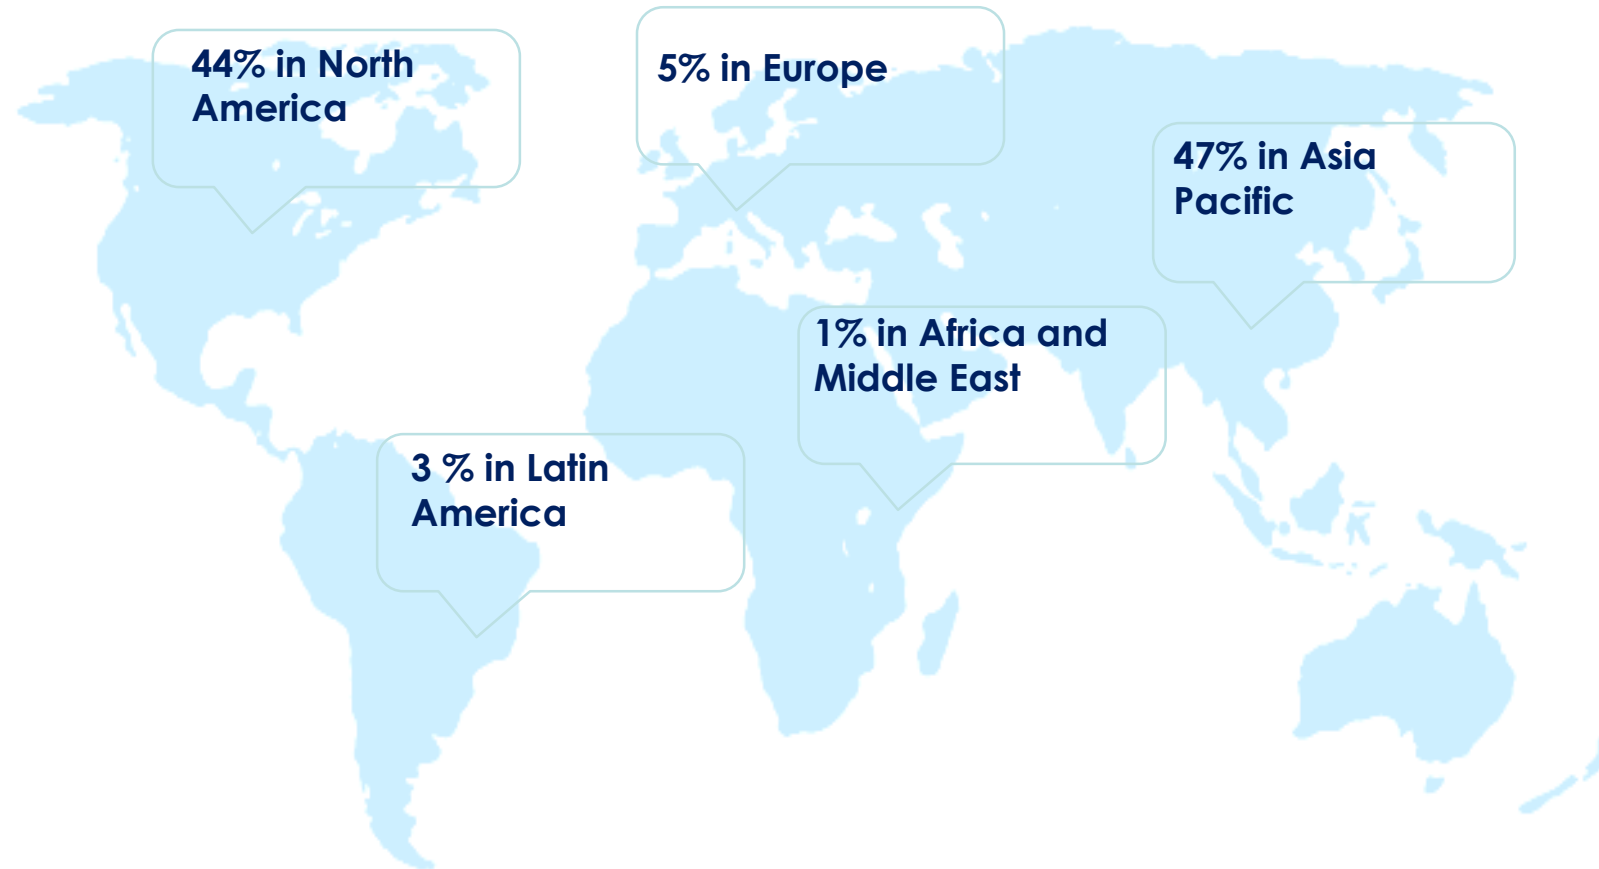 44% in North
America
5% in Europe
47% in Asia
Pacific
1% in Africa and
Middle East
3 % in Latin
America